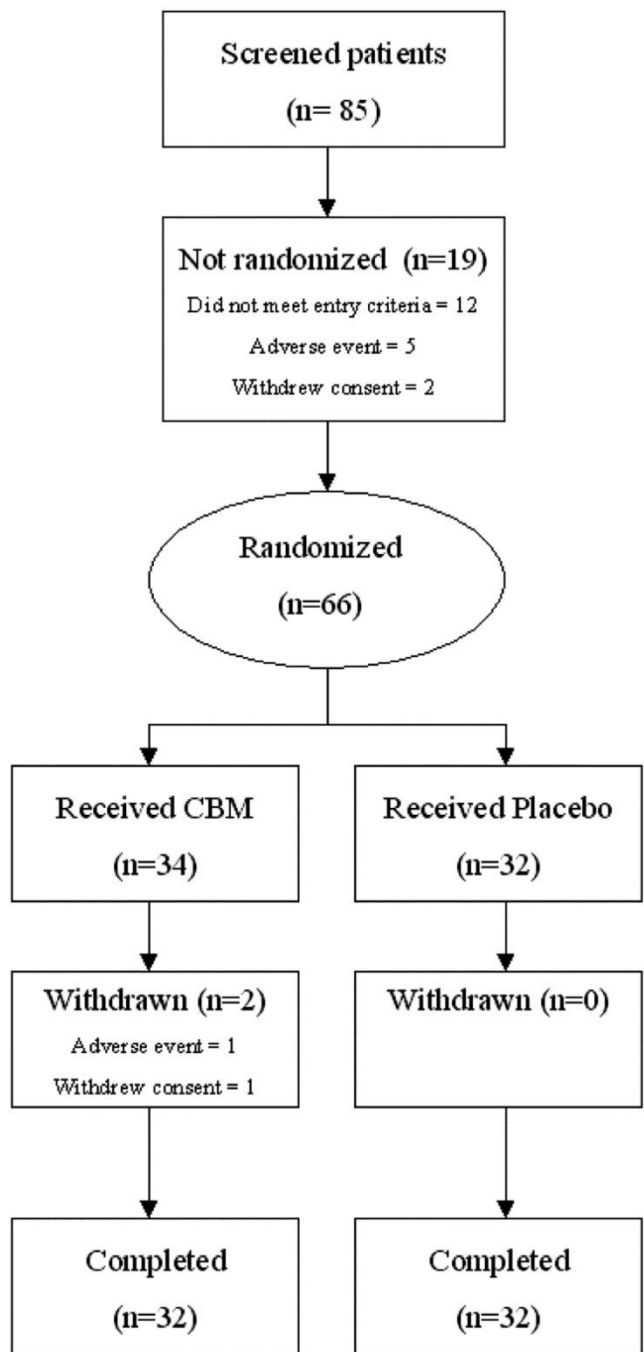 Screened patients
(n= 85)
Not randomized (n=19)
Did not meet entry criteria = 12
Adverse event = 5
Withdrew consent = 2
Randomized
(n=66)
Received CBM
(n=34)
Received Placebo
(n=32)
Withdrawn (n=2)
Adverse event = 1
Withdrew consent = 1
Withdrawn (n=0)
Completed
(n=32)
Completed
(n=32)